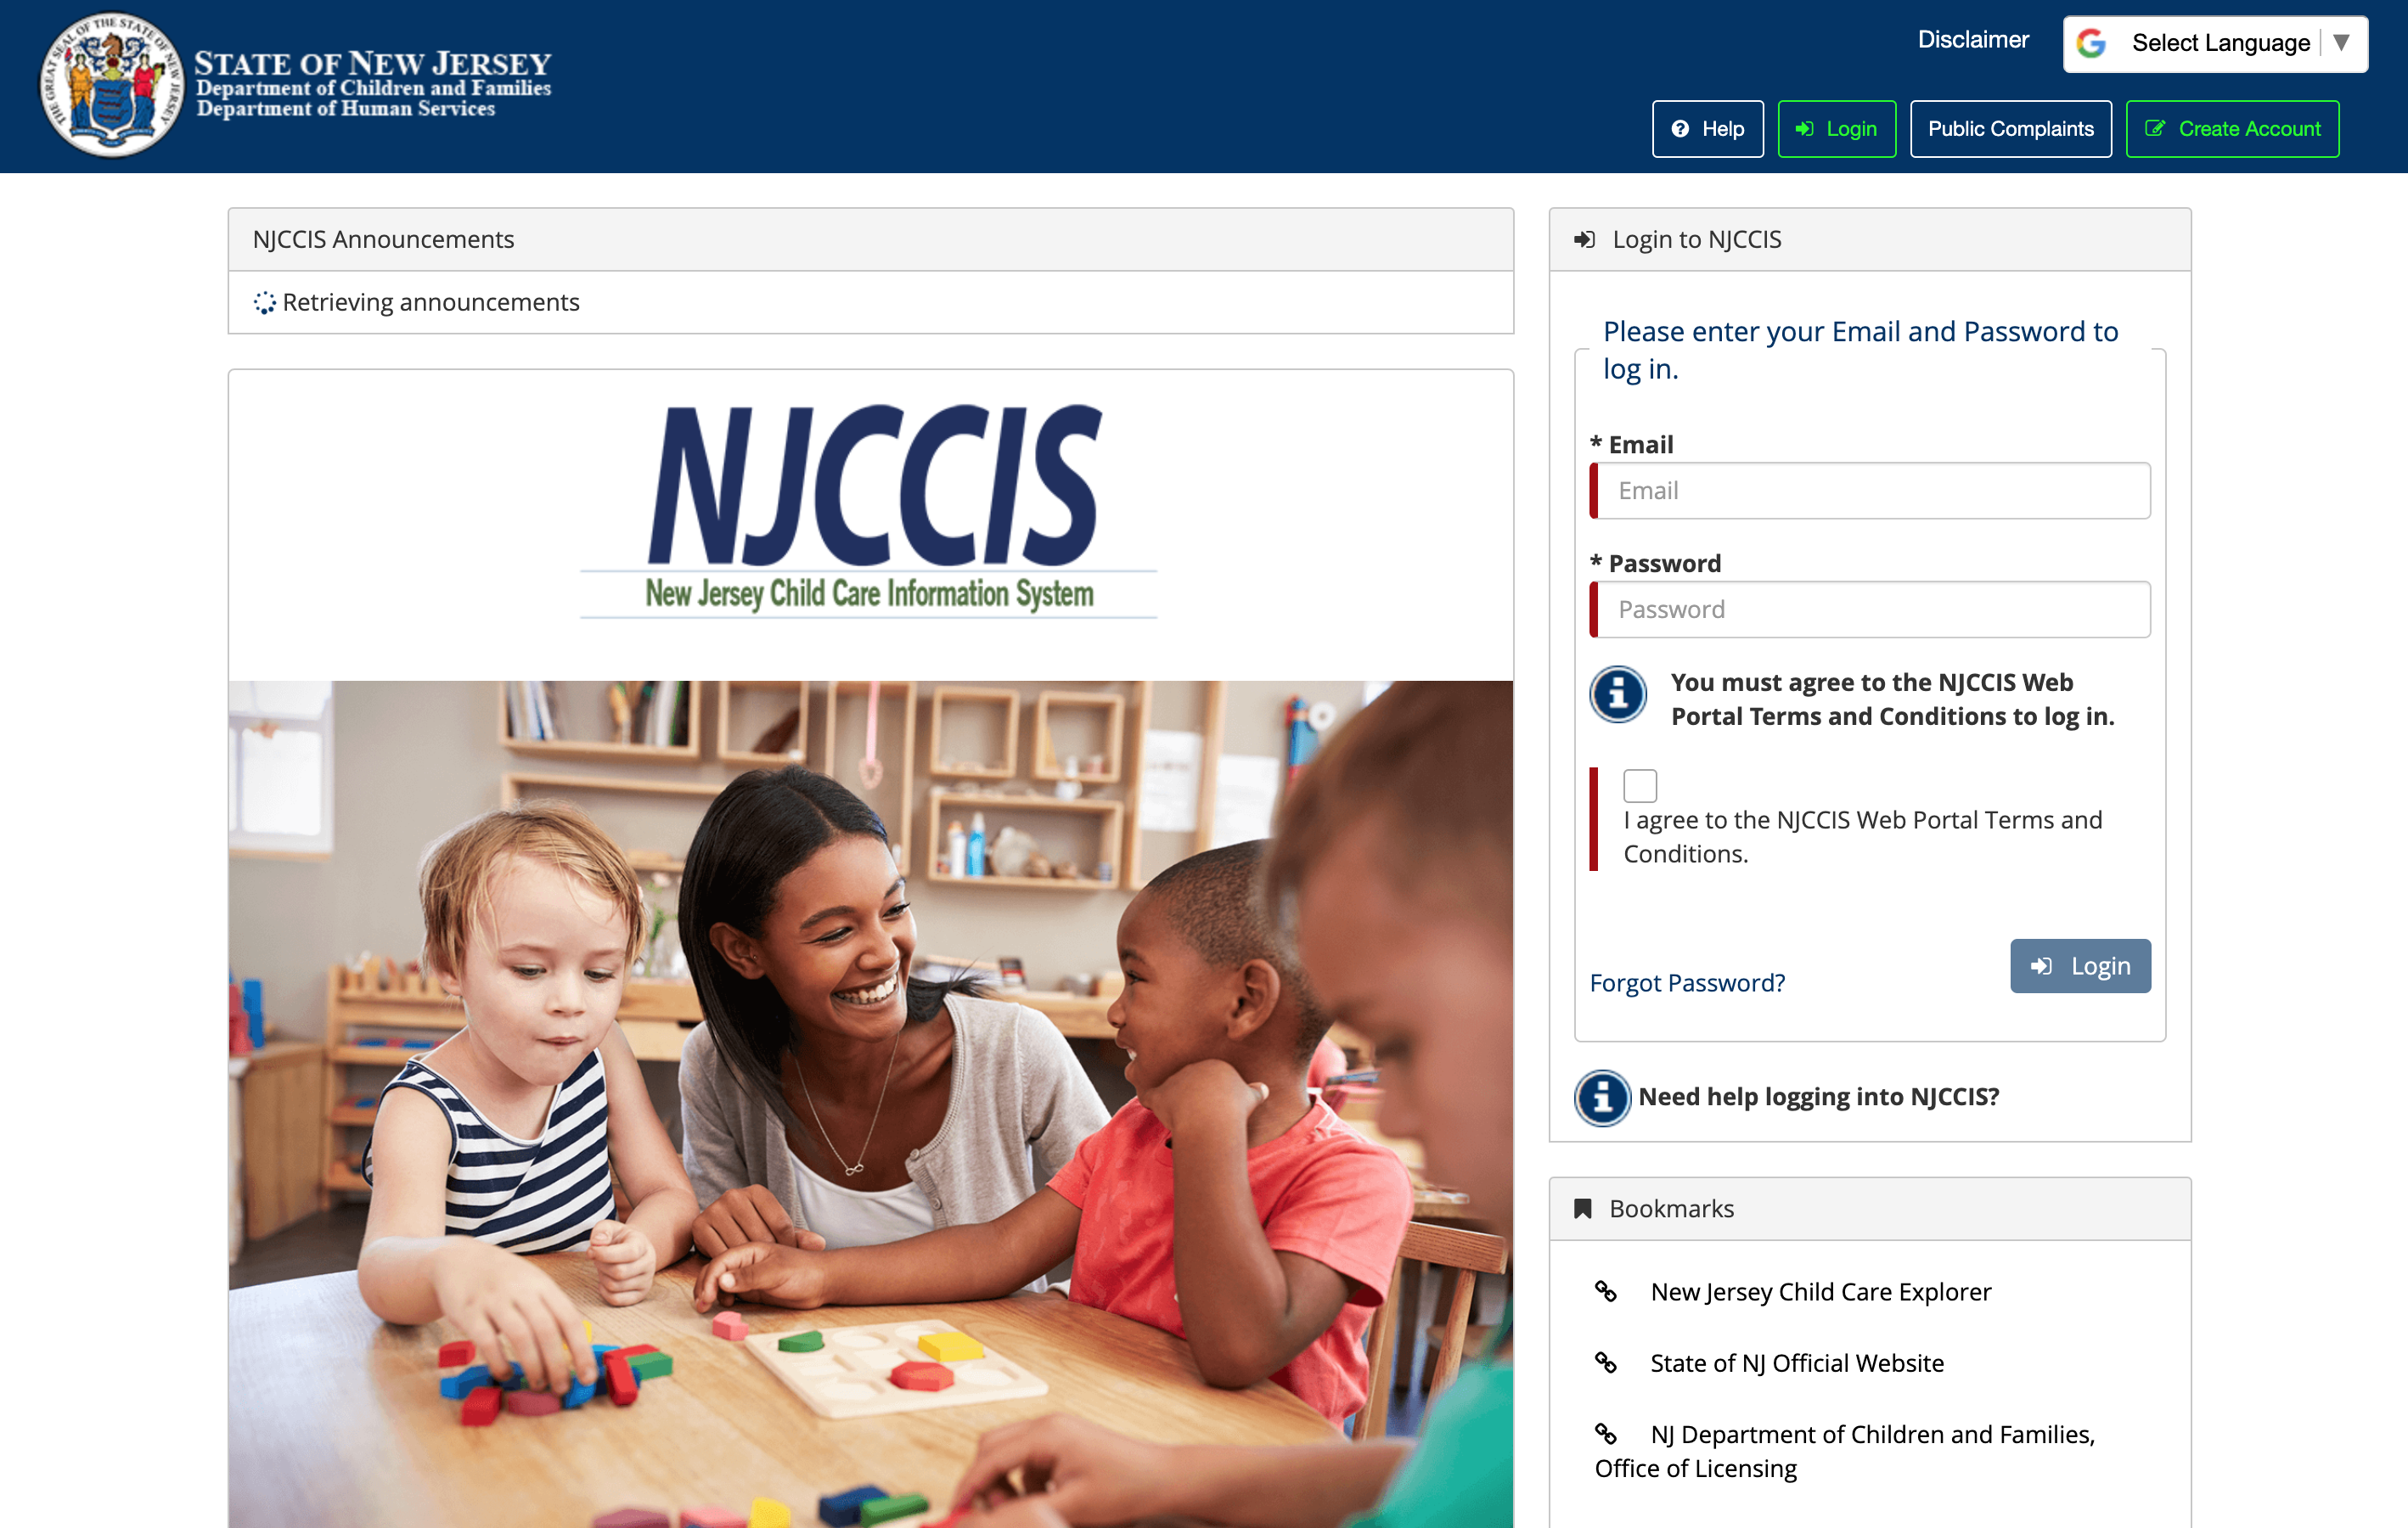 THE GREAT SEAL OF THE STATE OF NEW JERSEY
STATE OF NEW JERSEY
Department of Children and Families
Department of Human Services
Disclaimer
Select Language
Help
Login
Public Complaints
Create Account
NJCCIS Announcements
Retrieving announcements
NJCCIS
New Jersey Child Care Information System
Login to NJCCIS
Please enter your Email and Password to
log in.
* Email
Email
* Password
Password
You must agree to the NJCCIS Web
Portal Terms and Conditions to log in.
I agree to the NJCCIS Web Portal Terms and
Conditions.
Forgot Password?
Login
Need help logging into NJCCIS?
Bookmarks
New Jersey Child Care Explorer
State of NJ Official Website
NJ Department of Children and Families,
Office of Licensing